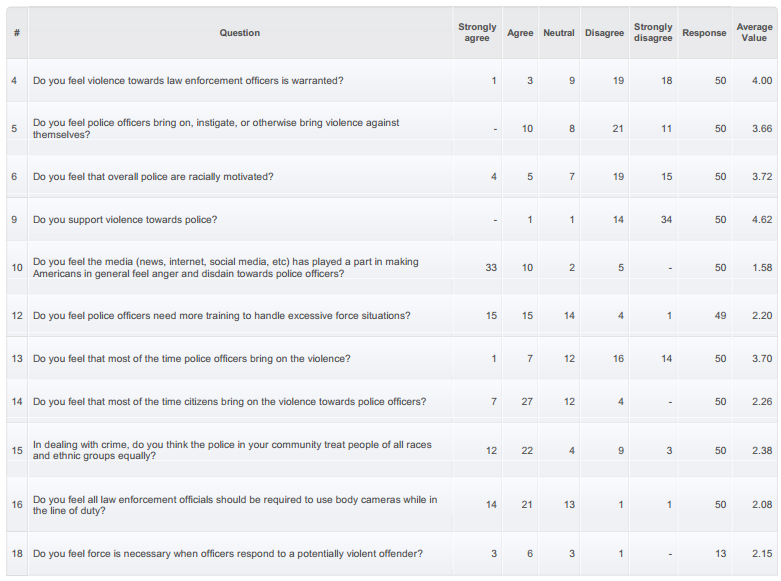 # Question Strongly agree Agree Neutral Disagree Strongly disagree Response Average Value
4 Do you feel violence towards law enforcement officers is warranted? 1 3 9 19 18 50 4.00
5 Do you feel police officers bring on, instigate, or otherwise bring violence against
themselves? - 10 8 21 11 50 3.66
6 Do you feel that overall police are racially motivated? 4 5 7 19 15 50 3.72
9 Do you support violence towards police? - 1 1 14 34 50 4.62
10 Do you feel the media (news, internet, social media, etc) has played a part in making
Americans in general feel anger and disdain towards police officers? 33 10 2 5 - 50 1.58
12 Do you feel police officers need more training to handle excessive force situations? 15 15 14 4 1 49 2.20
13 Do you feel that most of the time police officers bring on the violence? 1 7 12 16 14 50 3.70
14 Do you feel that most of the time citizens bring on the violence towards police officers? 7 27 12 4 - 50 2.26
15 In dealing with crime, do you think the police in your community treat people of all races
and ethnic groups equally? 12 22 4 9 3 50 2.38
16 Do you feel all law enforcement officials should be required to use body cameras while in
the line of duty? 14 21 13 1 1 50 2.08
18 Do you feel force is necessary when officers respond to a potentially violent offender? 3 6 3 1 - 13 2.15